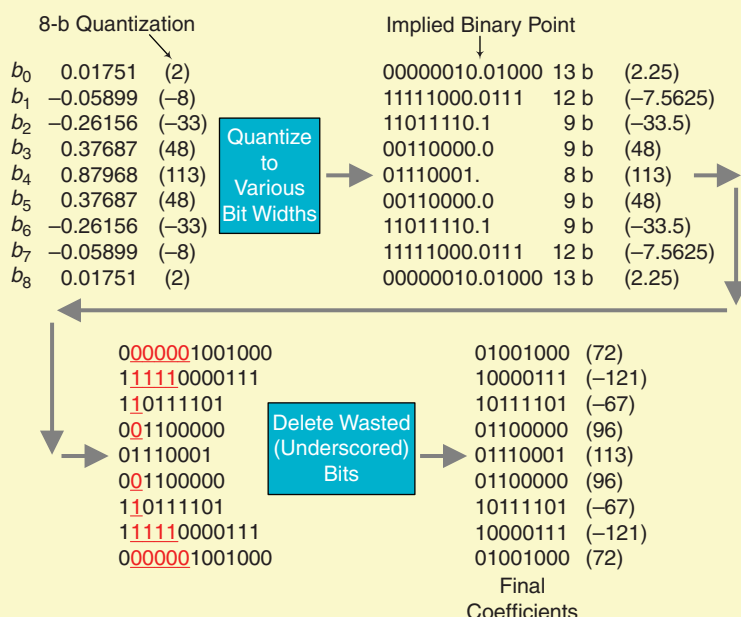 8-b Quantization
Implied Binary Point
b0 0.01751 (2)
b1 –0.05899 (–8)
b2 –0.26156 (–33)
b3 0.37687 (48)
b4 0.87968 (113)
b5 0.37687 (48)
b6 –0.26156 (–33)
b7 –0.05899 (–8)
b8 0.01751 (2)
Quantize
to
Various
Bit Widths
00000010.01000 13 b (2.25)
11111000.0111 12 b (–7.5625)
11011110.1 9 b (–33.5)
00110000.0 9 b (48)
01110001. 8 b (113)
00110000.0 9 b (48)
11011110.1 9 b (–33.5)
11111000.0111 12 b (–7.5625)
00000010.01000 13 b (2.25)
0000001001000
111110000111
110111101
001100000
01110001
001100000
110111101
111110000111
0000001001000
Delete Wasted
(Underscored)
Bits
01001000 (72)
10000111 (–121)
10111101 (–67)
01100000 (96)
01110001 (113)
01100000 (96)
10111101 (–67)
10000111 (–121)
01001000 (72)
Final
Coefficients